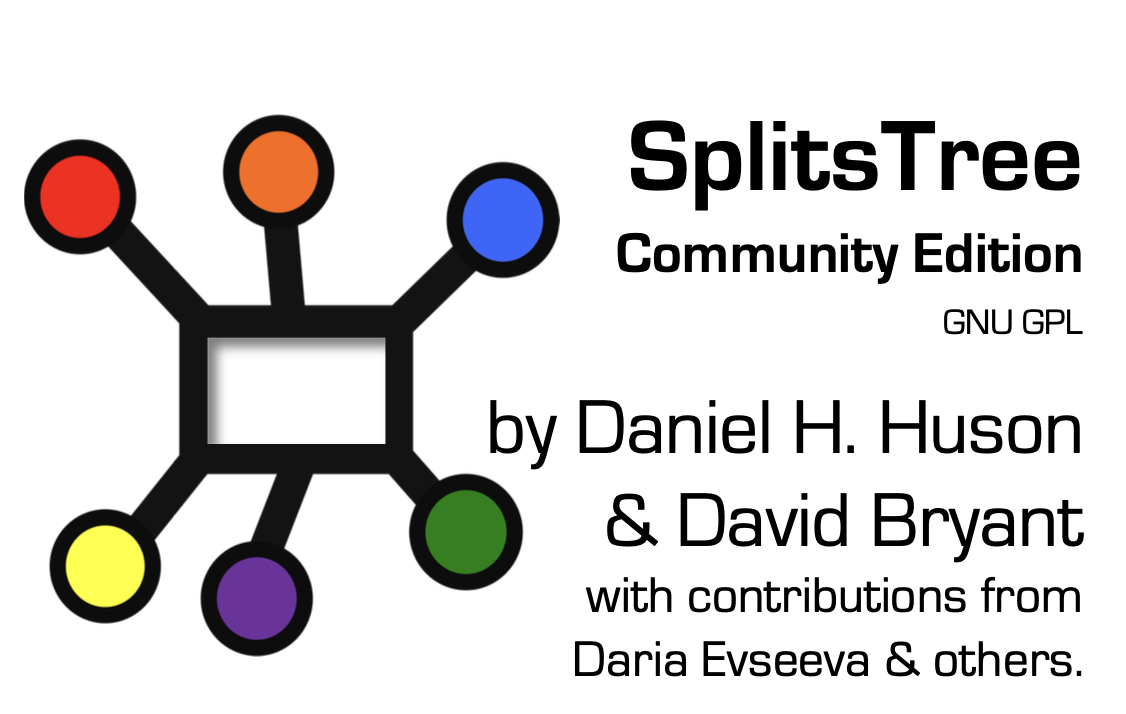 SplitsTree
Community Edition
GNU GPL
by Daniel H. Huson
& David Bryant
with contributions from
Daria Evseeva & others.